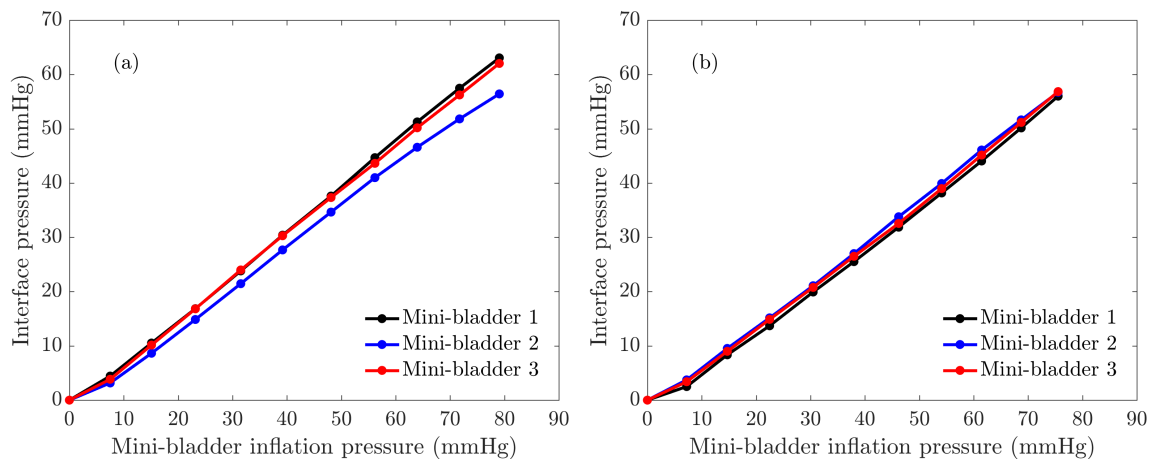 70
60
50
40
30
20
10
0
0 10 20 30 40 50 60 70 80 90
Interface pressure (mmHg)
Mini-bladder inflation pressure (mmHg)
(a)
Mini-bladder 1
Mini-bladder 2
Mini-bladder 3
70
60
50
40
30
20
10
0
0 10 20 30 40 50 60 70 80 90
Interface pressure (mmHg)
Mini-bladder inflation pressure (mmHg)
(b)
Mini-bladder 1
Mini-bladder 2
Mini-bladder 3